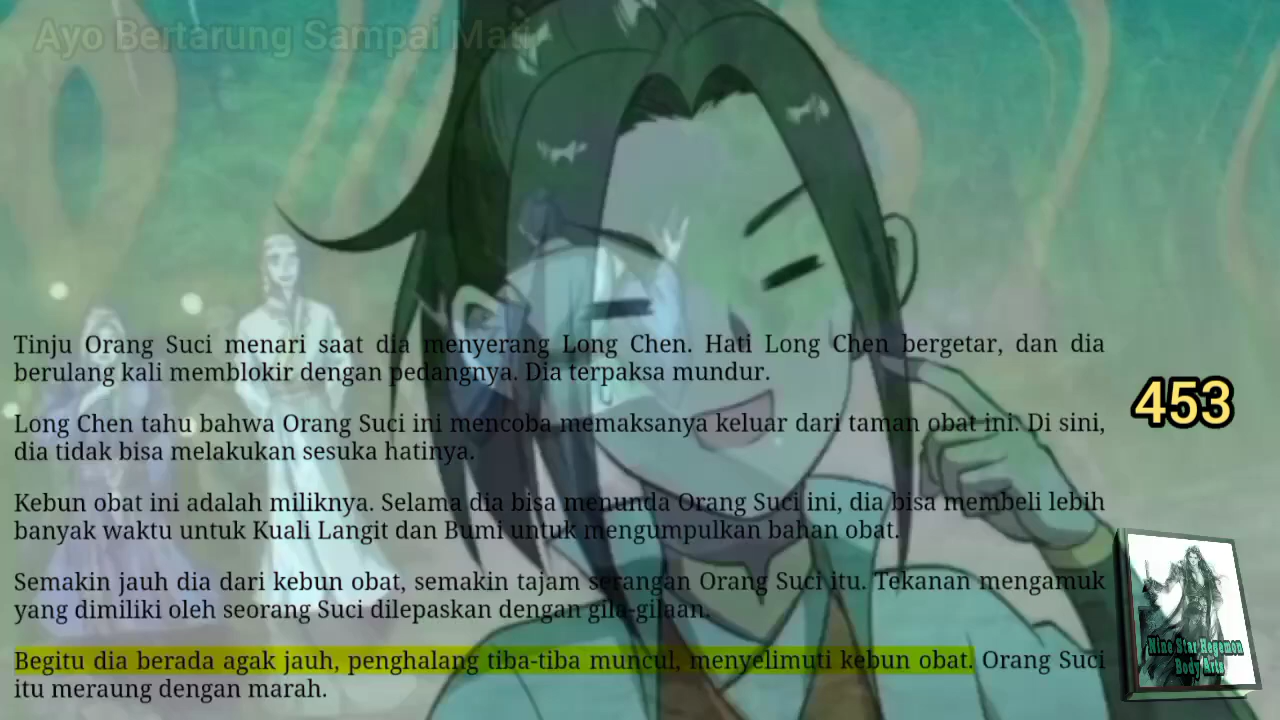 Ayo Bertarung Sampai Mati
Tinju Orang Suci menari saat dia menyerang Long Chen. Hati Long Chen bergetar, dan dia
berulang kali memblokir dengan pedangnya. Dia terpaksa mundur.
Long Chen tahu bahwa Orang Suci ini mencoba memaksanya keluar dari taman obat ini. Di sini,
dia tidak bisa melakukan sesuka hatinya.
453
Kebun obat ini adalah miliknya. Selama dia bisa menunda Orang Suci ini, dia bisa membeli lebih
banyak waktu untuk Kuali Langit dan Bumi untuk mengumpulkan bahan obat.
Semakin jauh dia dari kebun obat, semakin tajam serangan Orang Suci itu. Tekanan mengamuk
yang dimiliki oleh seorang Suci dilepaskan dengan gila-gilaan.
Begitu dia berada agak jauh, penghalang tiba-tiba muncul, menyelimuti kebun obat. Orang Suci
itu meraung dengan marah.
Nine Star Hegemon
Body Arts